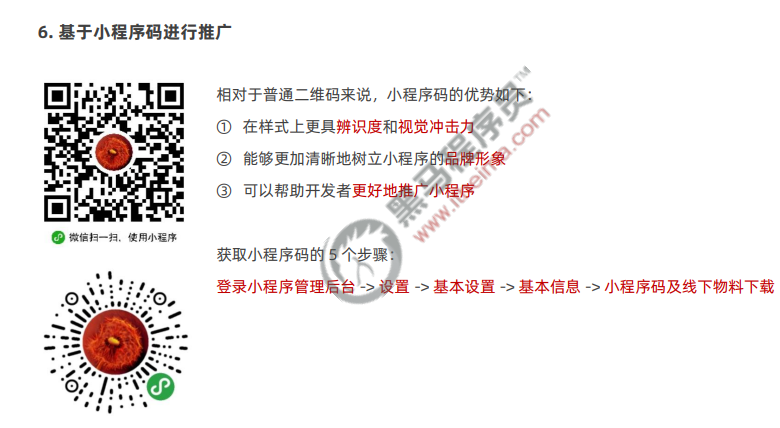 6. 基于小程序码进行推广
相对于普通二维码来说，小程序码的优势如下：
① 在样式上更具辨识度和视觉冲击力
② 能够更加清晰地树立小程序的品牌形象
③ 可以帮助开发者更好地推广小程序
微信扫一扫，使用小程序
获取小程序码的 5 个步骤：
登录小程序管理后台 -> 设置 -> 基本设置 -> 基本信息 -> 小程序码及线下物料下载
黑马程序员™
www.itheima.com